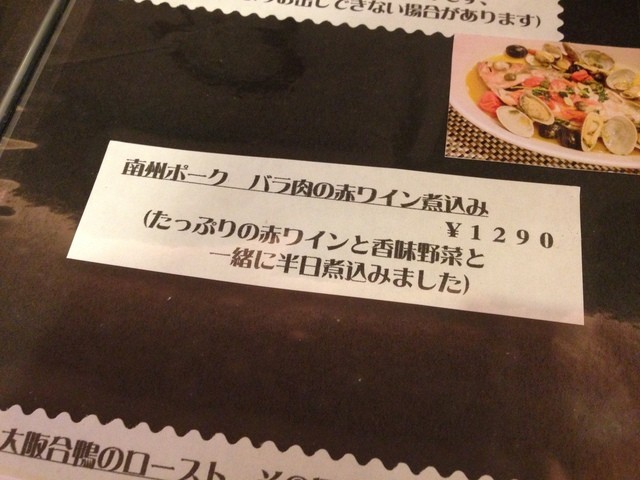 お出しできない場合があります)
南州ポーク　バラ肉の赤ワイン煮込み
￥１２９０
(たっぷりの赤ワインと香味野菜と
一緒に半日煮込みました)
大阪合鴨のロースト